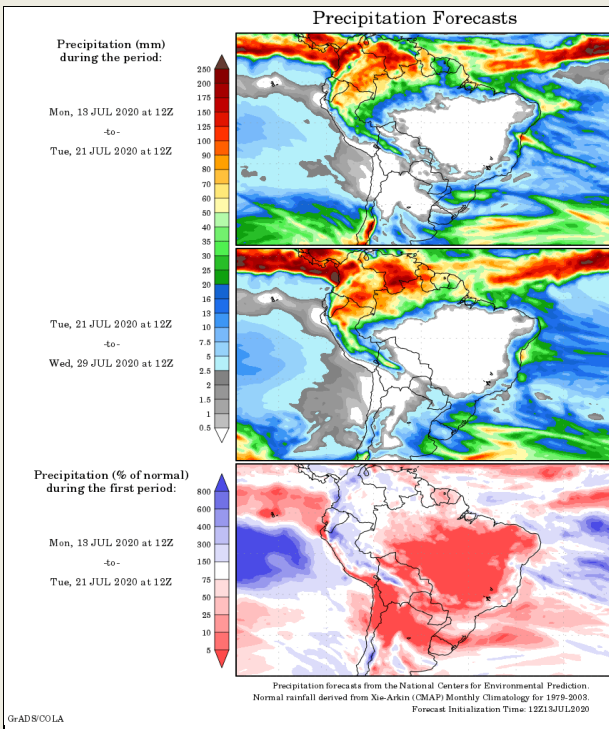 Precipitation Forecasts
Precipitation (mm)
during the period:
Mon, 13 JUL 2020 at 12Z
-to-
Tue, 21 JUL 2020 at 12Z
250
200
175
150
125
100
90
80
70
60
50
40
35
30
25
20
16
13
10
7.5
5
2.5
2
1.5
1
0.5
Tue, 21 JUL 2020 at 12Z
-to-
Wed, 29 JUL 2020 at 12Z
Precipitation (% of normal)
during the first period:
Mon, 13 JUL 2020 at 12Z
-to-
Tue, 21 JUL 2020 at 12Z
800
600
400
300
150
75
50
25
10
5
Precipitation forecasts from the National Centers for Environmental Prediction.
Normal rainfall derived from Xie-Arkin (CMAP) Monthly Climatology for 1979-2003.
Forecast Initialization Time: 12Z13JUL2020
GrADS/COLA